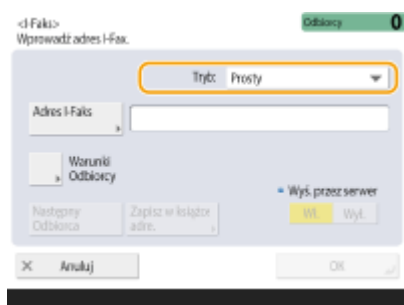 <I-Faks>
Odbiorcy 0
Wprowadź adres I-Fax.
Tryb: Prosty
Adres I-Faks
Warunki
Odbiorcy
Wyś. przez serwer
Następny
Odbiorca
Zapisz w książce
adre.
Wł. Wył.
Anuluj
OK